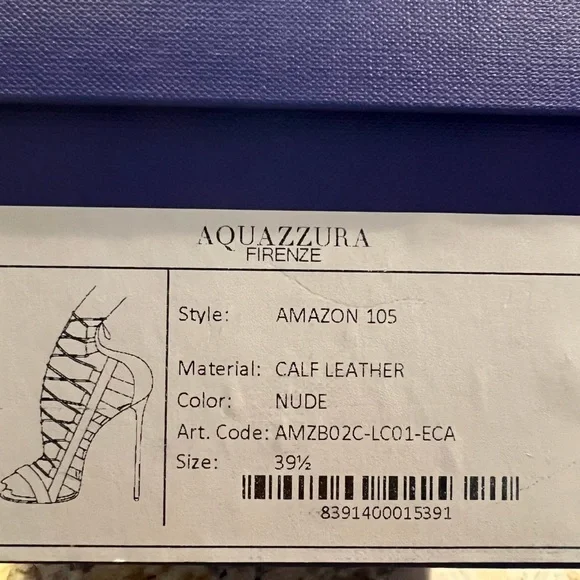 AQUAZZURA
FIRENZE
Style: AMAZON 105
Material: CALF LEATHER
Color: NUDE
Art. Code: AMZB02C-LC01-ECA
Size: 39½
8391400015391